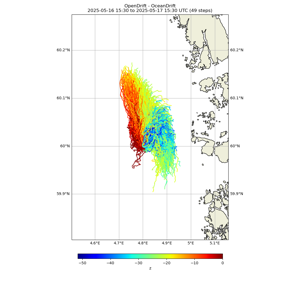 OpenDrift - OceanDrift
2025-05-16 15:30 to 2025-05-17 15:30 UTC (49 steps)
60.2°N
60.2°N
60.1°N
60.1°N
60°N
60°N
59.9°N
59.9°N
4.6°E
4.7°E
4.8°E
4.9°E
5°E
5.1°E
−50
−40
−30
−20
−10
0
z